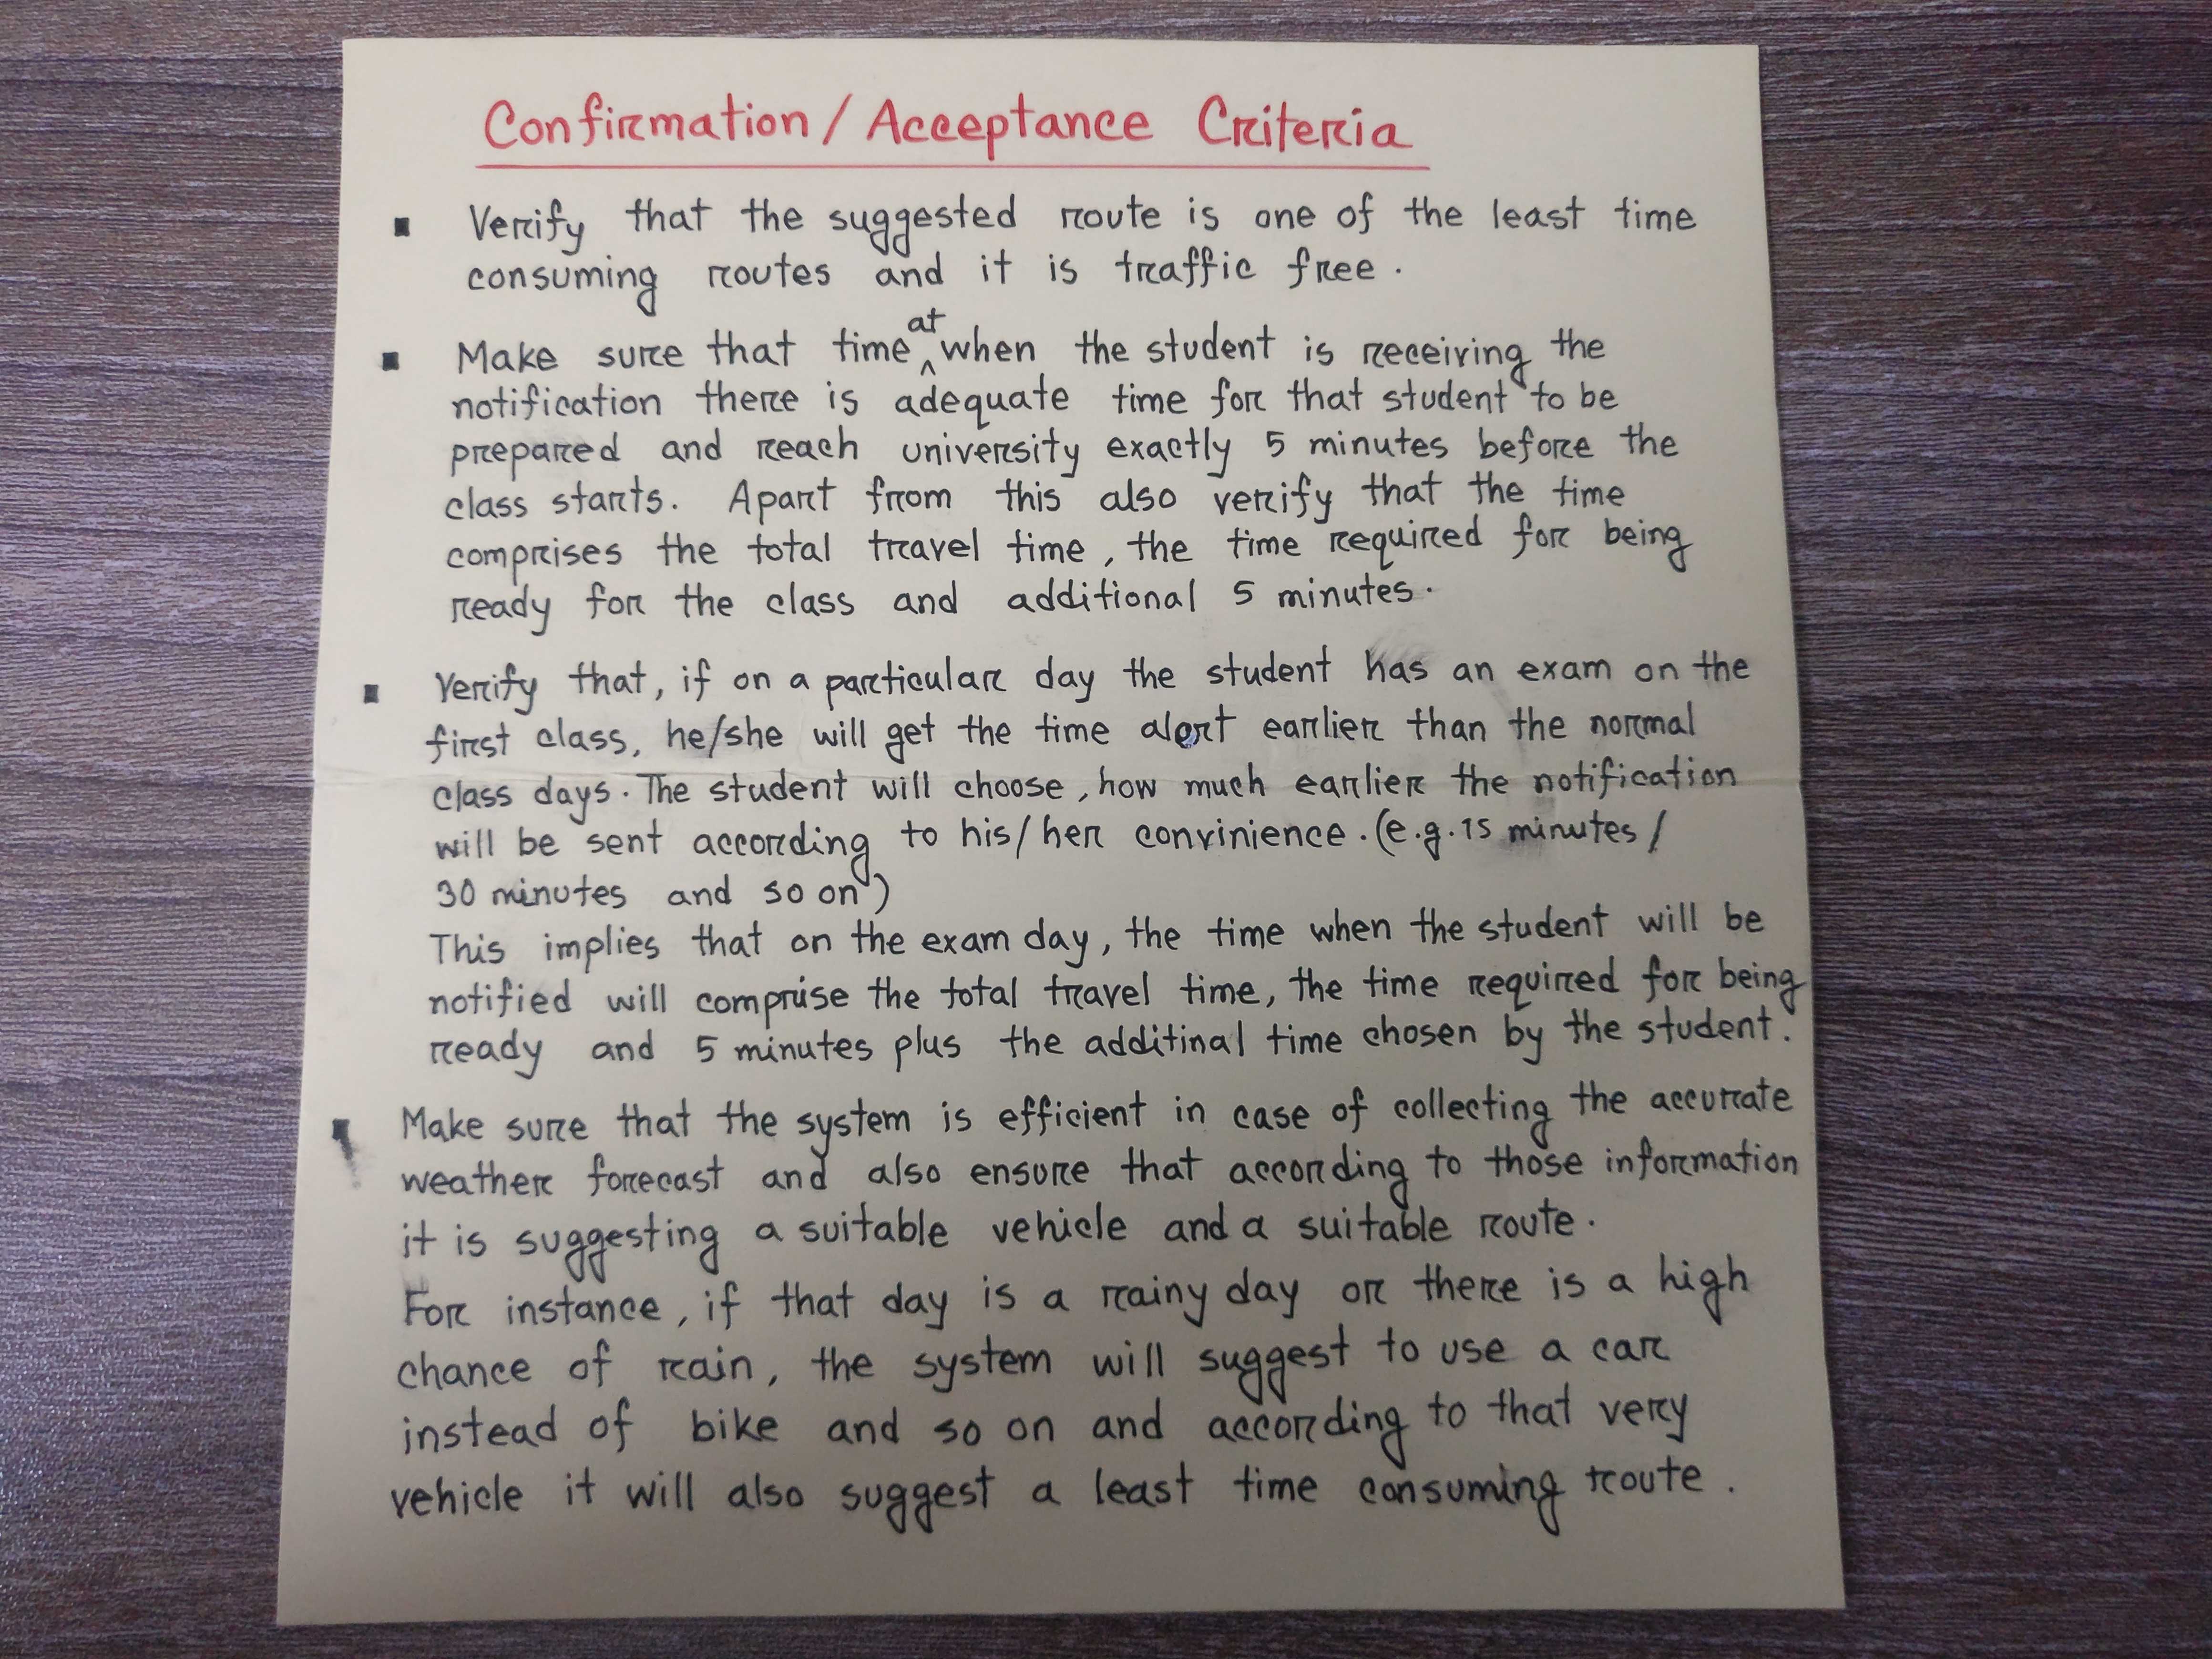 Confirmation / Acceptance Criteria
▪ Verify that the suggested route is one of the least time
consuming routes and it is traffic free.
▪ Make sure that time at when the student is receiving the
notification there is adequate time for that student to be
prepared and reach university exactly 5 minutes before the
class starts. Apart from this also verify that the time
comprises the total travel time, the time required for being
ready for the class and additional 5 minutes.
▪ Verify that, if on a particular day the student has an exam on the
first class, he/she will get the time alert earlier than the normal
class days. The student will choose, how much earlier the notification
will be sent according to his/her convinience. (e.g. 15 minutes/
30 minutes and so on)
This implies that on the exam day, the time when the student will be
notified will comprise the total travel time, the time required for being
ready and 5 minutes plus the additinal time chosen by the student.
▪ Make sure that the system is efficient in case of collecting the accurate
weather forecast and also ensure that according to those information
it is suggesting a suitable vehicle and a suitable route.
For instance, if that day is a rainy day or there is a high
chance of rain, the system will suggest to use a car
instead of bike and so on and according to that very
vehicle it will also suggest a least time consuming route.